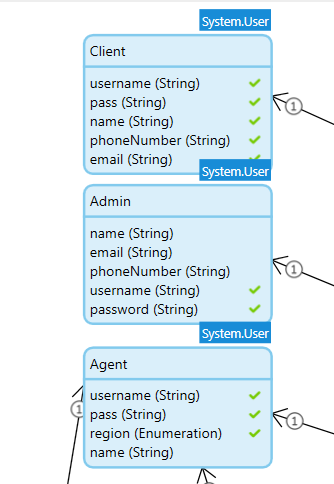 System.User
Client
username (String)
pass (String)
name (String)
phoneNumber (String)
email (String)
1
System.User
Admin
name (String)
email (String)
phoneNumber (String)
username (String)
password (String)
1
System.User
Agent
username (String)
pass (String)
region (Enumeration)
name (String)
1
1